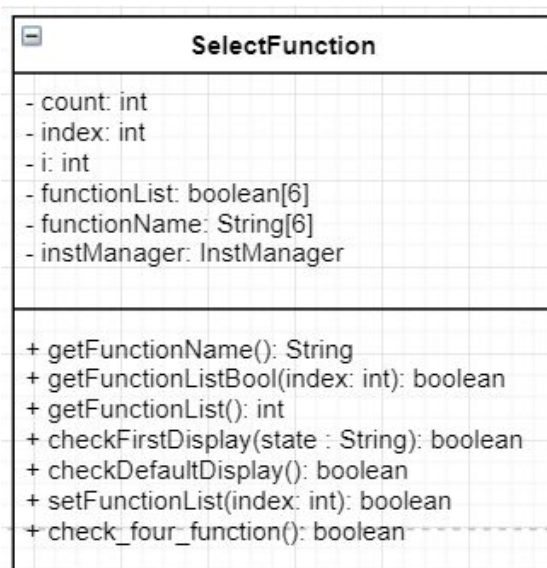 SelectFunction
- count: int
- index: int
- i: int
- functionList: boolean[6]
- functionName: String[6]
- instManager: InstManager
+ getFunctionName(): String
+ getFunctionListBool(index: int): boolean
+ getFunctionList(): int
+ checkFirstDisplay(state : String): boolean
+ checkDefaultDisplay(): boolean
+ setFunctionList(index: int): boolean
+ check_four_function(): boolean